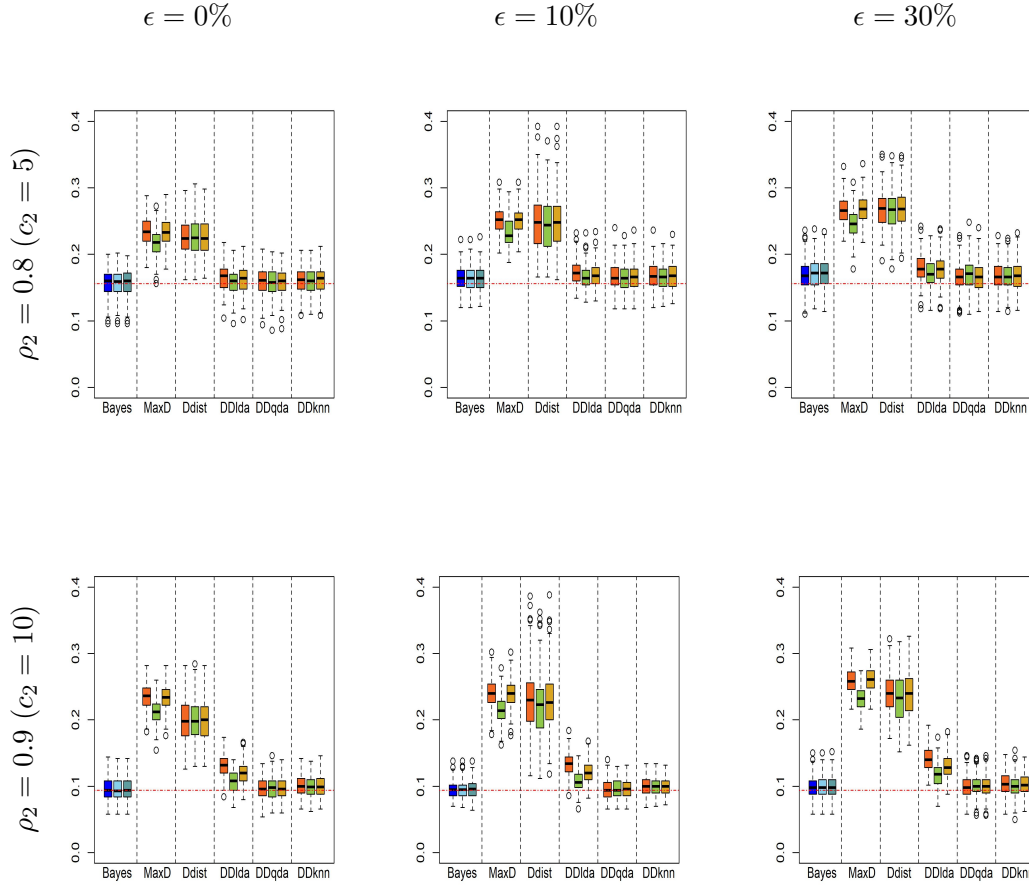 ϵ = 0% ϵ = 10% ϵ = 30%
ρ₂ = 0.8 (c₂ = 5)
0.4 0.4 0.4
0.3 0.3 0.3
0.2 0.2 0.2
0.1 0.1 0.1
0.0 0.0 0.0
Bayes MaxD Ddist DDlda DDqda DDknn Bayes MaxD Ddist DDlda DDqda DDknn Bayes MaxD Ddist DDlda DDqda DDknn
ρ₂ = 0.9 (c₂ = 10)
0.4 0.4 0.4
0.3 0.3 0.3
0.2 0.2 0.2
0.1 0.1 0.1
0.0 0.0 0.0
Bayes MaxD Ddist DDlda DDqda DDknn Bayes MaxD Ddist DDlda DDqda DDknn Bayes MaxD Ddist DDlda DDqda DDknn